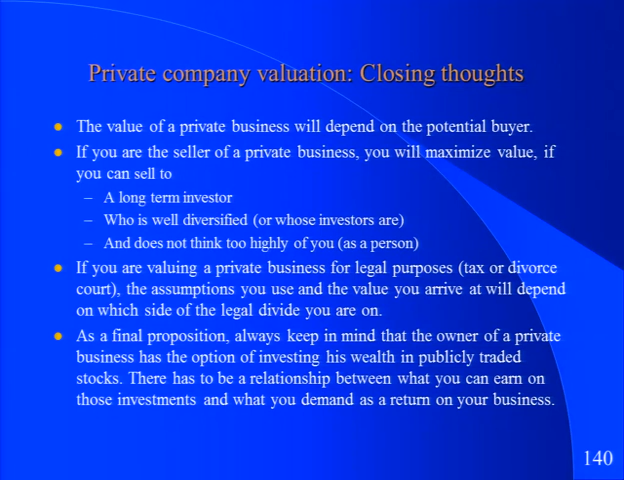 Private company valuation: Closing thoughts
The value of a private business will depend on the potential buyer.
If you are the seller of a private business, you will maximize value, if
you can sell to
– A long term investor
– Who is well diversified (or whose investors are)
– And does not think too highly of you (as a person)
If you are valuing a private business for legal purposes (tax or divorce
court), the assumptions you use and the value you arrive at will depend
on which side of the legal divide you are on.
As a final proposition, always keep in mind that the owner of a private
business has the option of investing his wealth in publicly traded
stocks. There has to be a relationship between what you can earn on
those investments and what you demand as a return on your business.
140